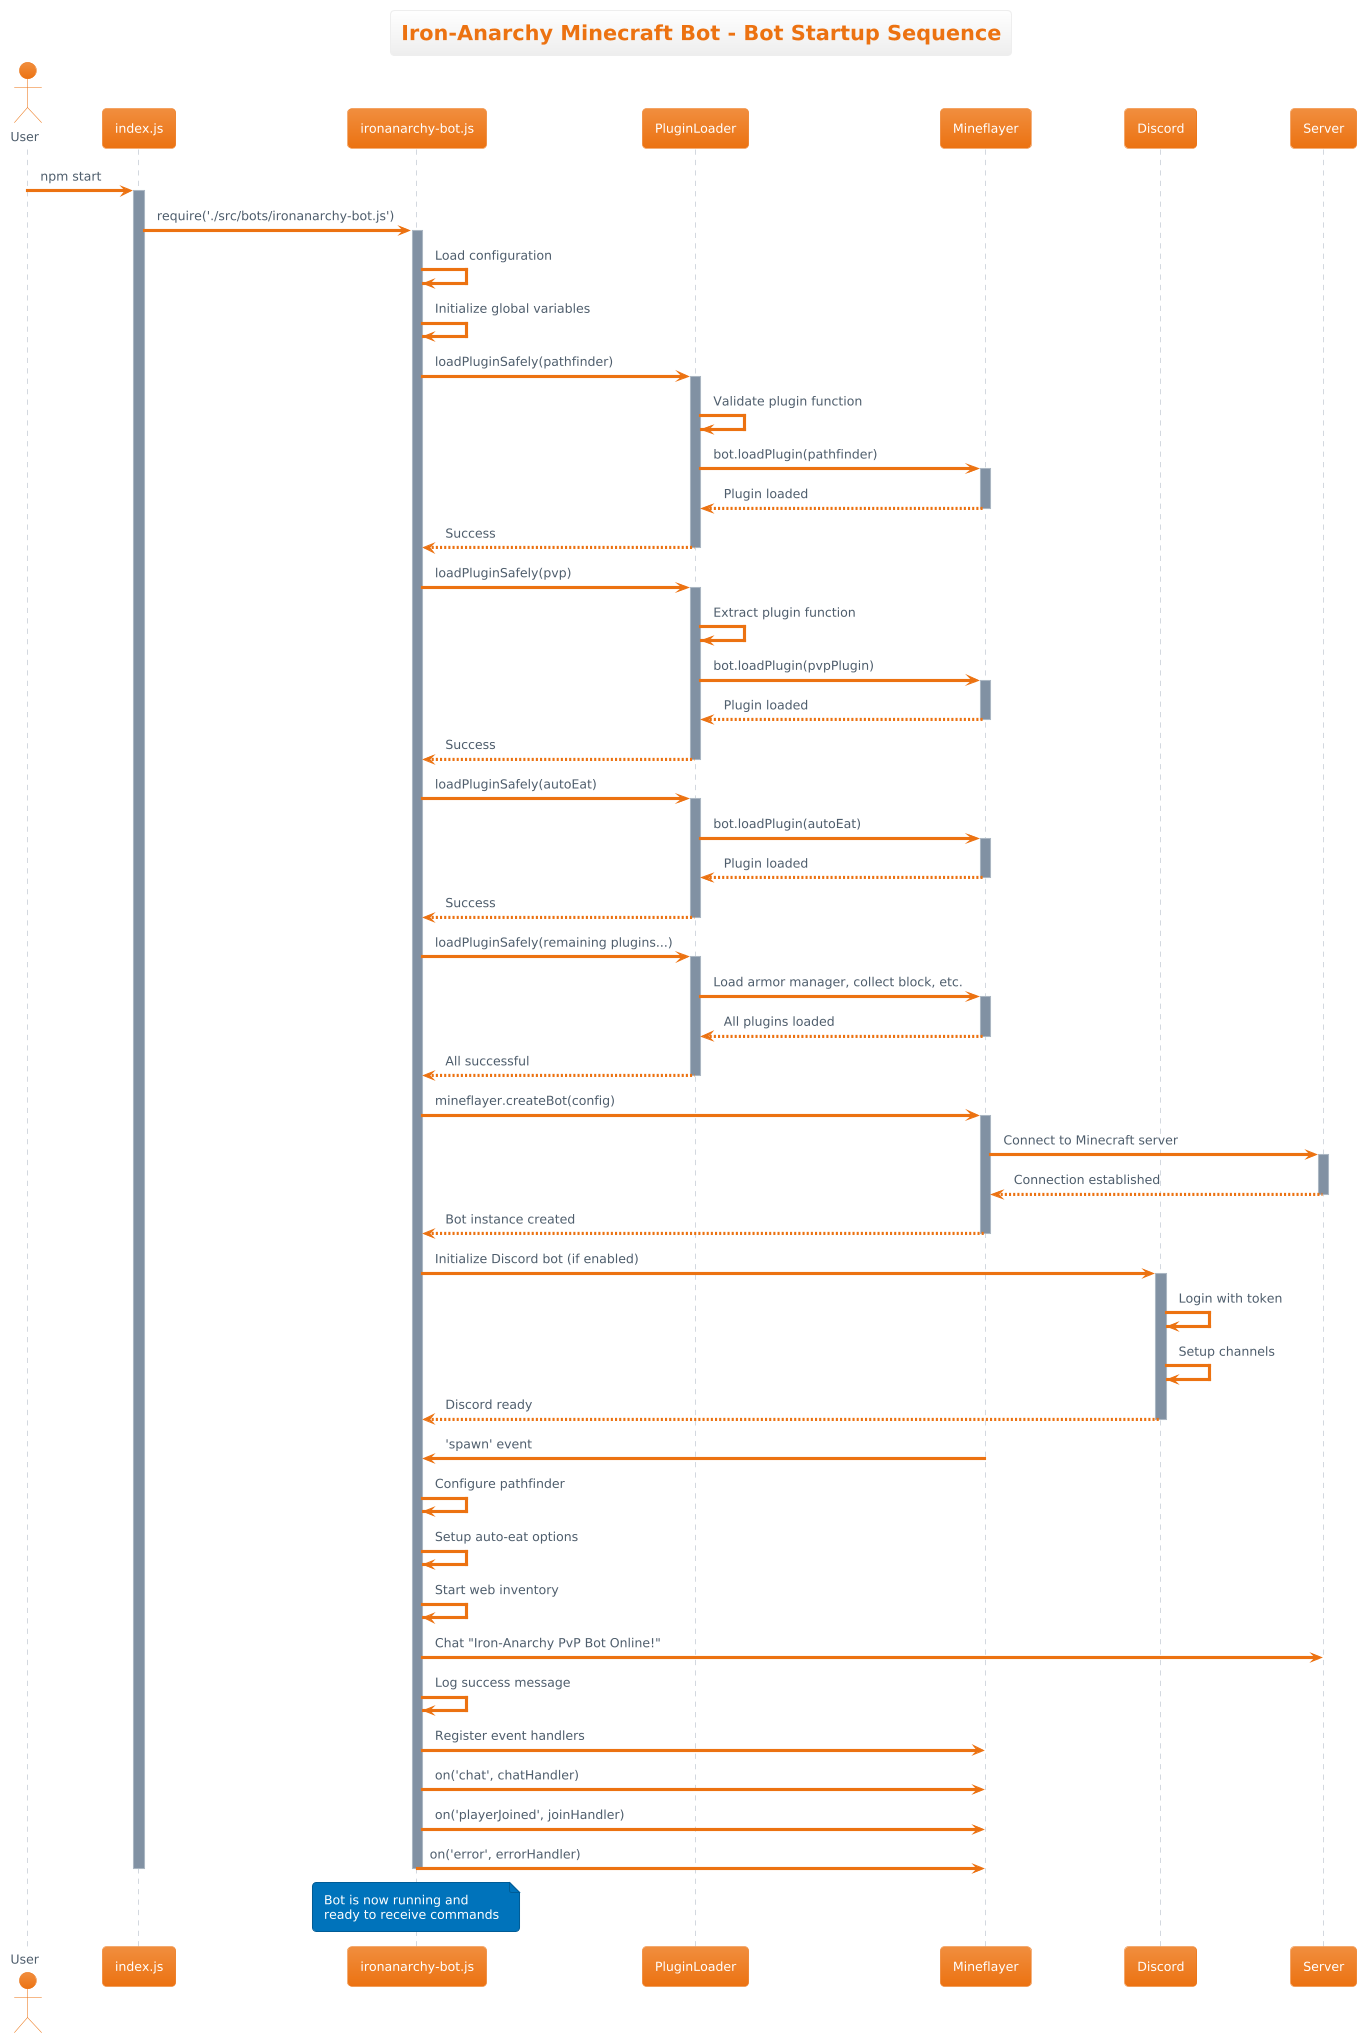 Iron-Anarchy Minecraft Bot - Bot Startup Sequence
User
index.js
ironanarchy-bot.js
PluginLoader
Mineflayer
Discord
Server
npm start
require('./src/bots/ironanarchy-bot.js')
Load configuration
Initialize global variables
loadPluginSafely(pathfinder)
Validate plugin function
bot.loadPlugin(pathfinder)
Plugin loaded
Success
loadPluginSafely(pvp)
Extract plugin function
bot.loadPlugin(pvpPlugin)
Plugin loaded
Success
loadPluginSafely(autoEat)
bot.loadPlugin(autoEat)
Plugin loaded
Success
loadPluginSafely(remaining plugins...)
Load armor manager, collect block, etc.
All plugins loaded
All successful
mineflayer.createBot(config)
Connect to Minecraft server
Connection established
Bot instance created
Initialize Discord bot (if enabled)
Login with token
Setup channels
Discord ready
'spawn' event
Configure pathfinder
Setup auto-eat options
Start web inventory
Chat "Iron-Anarchy PvP Bot Online!"
Log success message
Register event handlers
on('chat', chatHandler)
on('playerJoined', joinHandler)
on('error', errorHandler)
Bot is now running and
ready to receive commands
User
index.js
ironanarchy-bot.js
PluginLoader
Mineflayer
Discord
Server